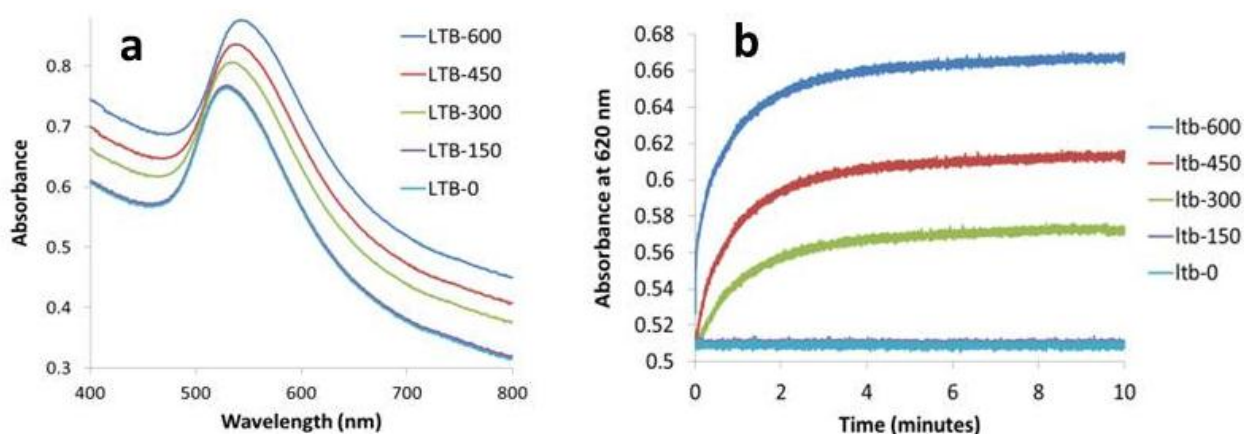 a
LTB-600
LTB-450
LTB-300
LTB-150
LTB-0
Absorbance
0.8
0.7
0.6
0.5
0.4
0.3
400
500
600
700
800
Wavelength (nm)
b
ltb-600
ltb-450
ltb-300
ltb-150
ltb-0
Absorbance at 620 nm
0.68
0.66
0.64
0.62
0.6
0.58
0.56
0.54
0.52
0.5
0
2
4
6
8
10
Time (minutes)